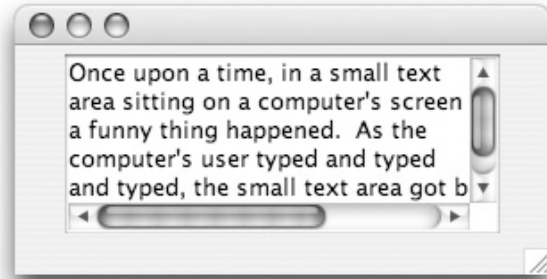 Once upon a time, in a small text
area sitting on a computer's screen
a funny thing happened.  As the
computer's user typed and typed
and typed, the small text area got b